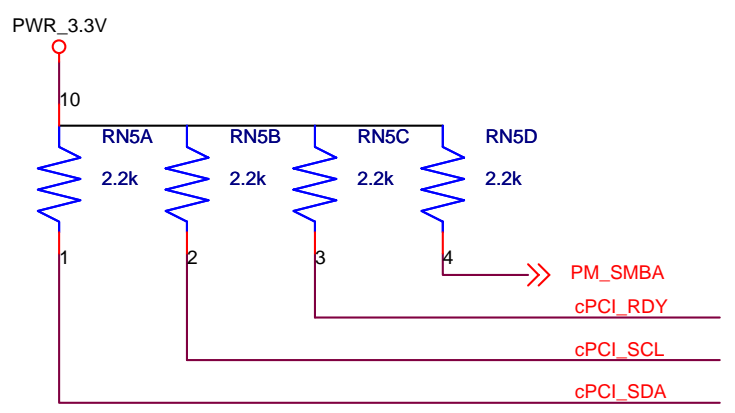 PWR_3.3V
10
RN5A RN5B RN5C RN5D
2.2k 2.2k 2.2k 2.2k
1 2 3 4
PM_SMBA
cPCI_RDY
cPCI_SCL
cPCI_SDA